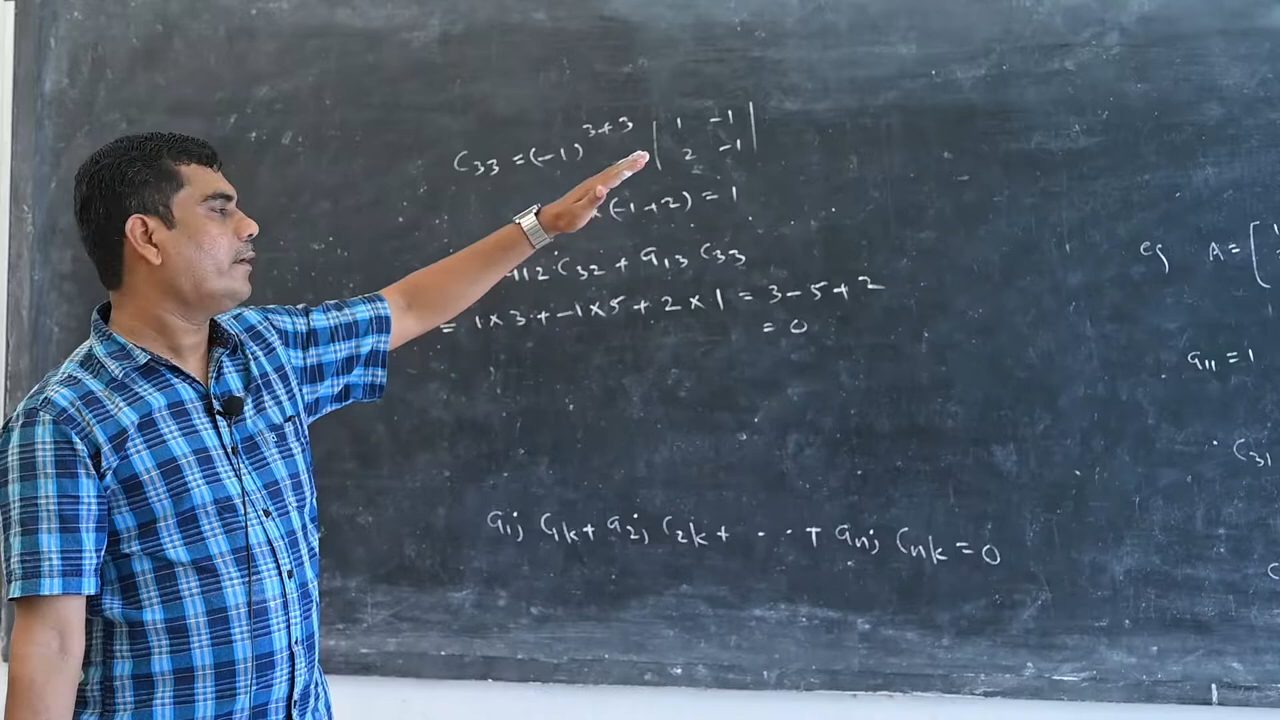 C33 = (-1)^3+3 | 1 -1 |
| 2 -1 |
(-1+2) = 1
a12 C32 + a13 C33
= 1×3 + -1×5 + 2×1 = 3-5+2
= 0
a1j C1k + a2j C2k + ... + anj Cnk = 0
eg A = [ 1
a11 = 1
C31
C